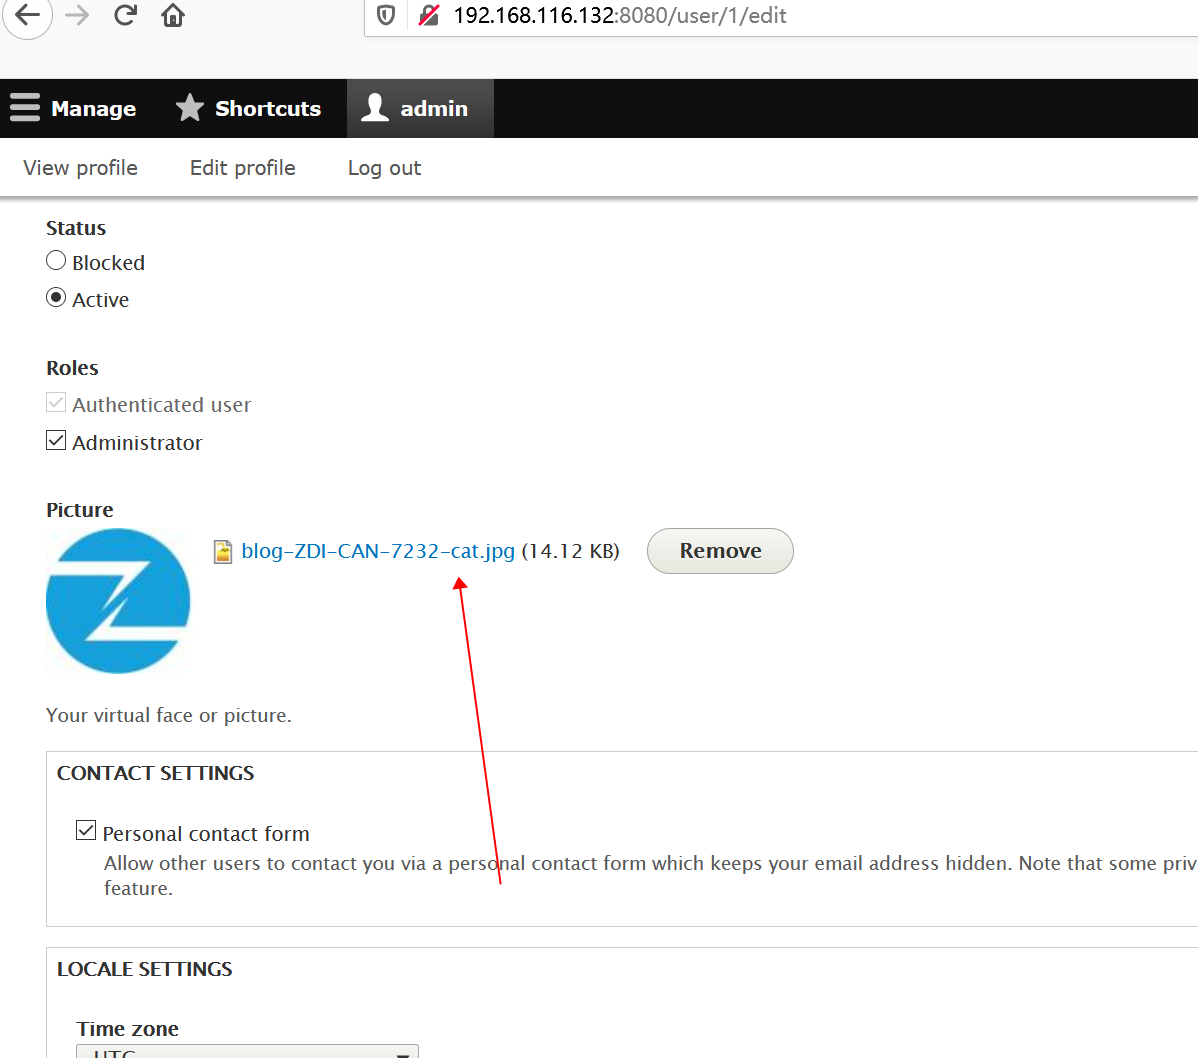 192.168.116.132:8080/user/1/edit
Manage Shortcuts admin
View profile Edit profile Log out
Status
Blocked
Active
Roles
Authenticated user
Administrator
Picture
blog-ZDI-CAN-7232-cat.jpg (14.12 KB) Remove
Your virtual face or picture.
CONTACT SETTINGS
Personal contact form
Allow other users to contact you via a personal contact form which keeps your email address hidden. Note that some priv
feature.
LOCALE SETTINGS
Time zone
UTC